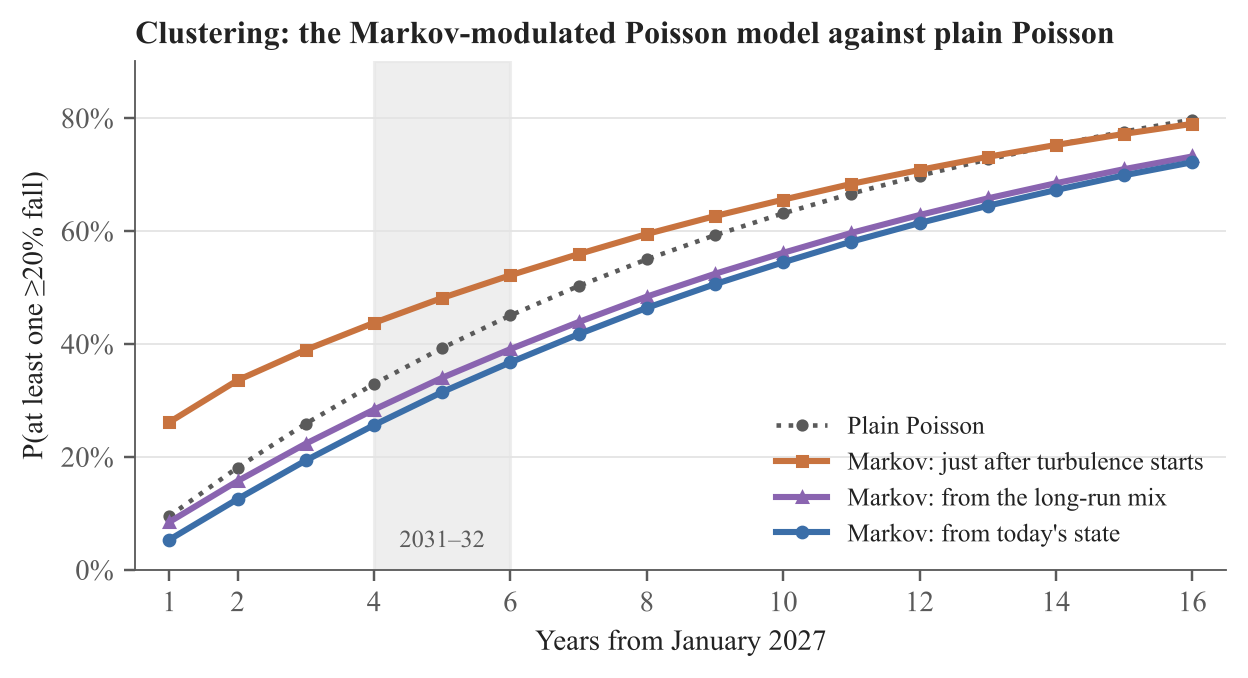 Clustering: the Markov-modulated Poisson model against plain Poisson
P(at least one ≥20% fall)
80%
60%
40%
20%
0%
Plain Poisson
Markov: just after turbulence starts
Markov: from the long-run mix
Markov: from today's state
2031–32
1 2 4 6 8 10 12 14 16
Years from January 2027